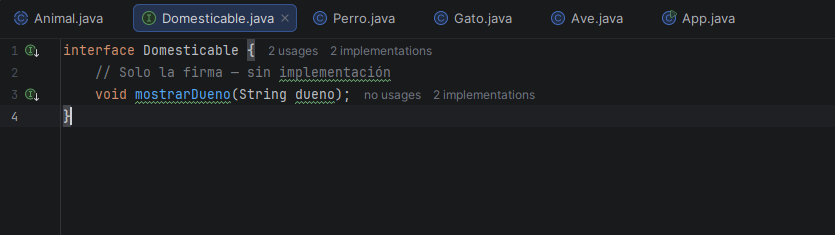 Animal.java Domesticable.java Perro.java Gato.java Ave.java App.java
1 interface Domesticable { 2 usages 2 implementations
2 // Solo la firma — sin implementación
3 void mostrarDueno(String dueno); no usages 2 implementations
4 }